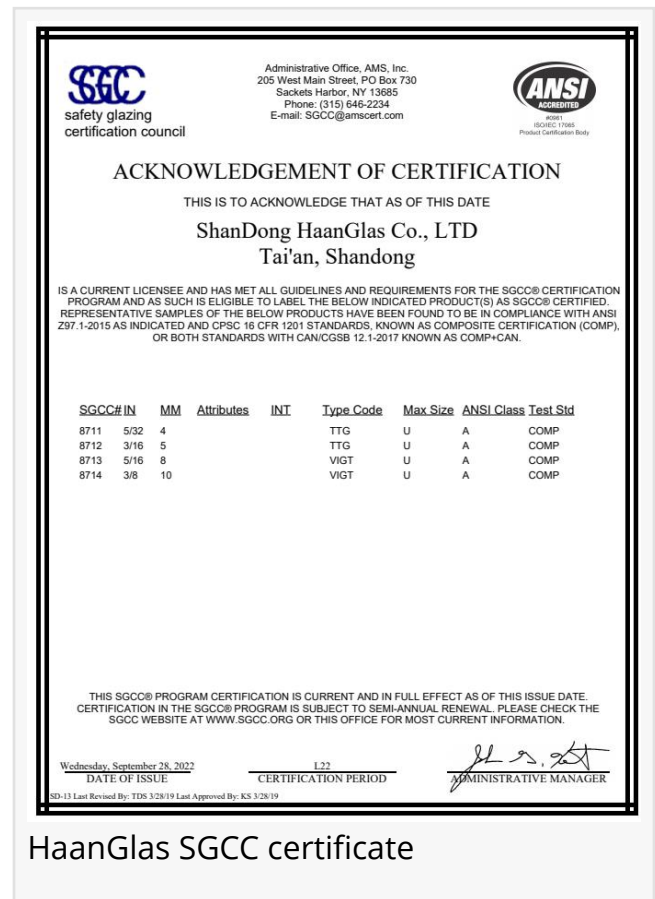 SGCC
safety glazing
certification council
Administrative Office, AMS, Inc.
205 West Main Street, PO Box 730
Sackets Harbor, NY 13685
Phone: (315) 646-2234
E-mail: SGCC@amscert.com
ANSI
ACCREDITED
#0961
ISO/IEC 17065
Product Certification Body
ACKNOWLEDGEMENT OF CERTIFICATION
THIS IS TO ACKNOWLEDGE THAT AS OF THIS DATE
ShanDong HaanGlas Co., LTD
Tai'an, Shandong
IS A CURRENT LICENSEE AND HAS MET ALL GUIDELINES AND REQUIREMENTS FOR THE SGCC® CERTIFICATION
PROGRAM AND AS SUCH IS ELIGIBLE TO LABEL THE BELOW INDICATED PRODUCT(S) AS SGCC® CERTIFIED.
REPRESENTATIVE SAMPLES OF THE BELOW PRODUCTS HAVE BEEN FOUND TO BE IN COMPLIANCE WITH ANSI
Z97.1-2015 AS INDICATED AND CPSC 16 CFR 1201 STANDARDS, KNOWN AS COMPOSITE CERTIFICATION (COMP),
OR BOTH STANDARDS WITH CAN/CGSB 12.1-2017 KNOWN AS COMP+CAN.
SGCC# IN MM Attributes INT Type Code Max Size ANSI Class Test Std
8711 5/32 4 TTG U A COMP
8712 3/16 5 TTG U A COMP
8713 5/16 8 VIGT U A COMP
8714 3/8 10 VIGT U A COMP
THIS SGCC® PROGRAM CERTIFICATION IS CURRENT AND IN FULL EFFECT AS OF THIS ISSUE DATE.
CERTIFICATION IN THE SGCC® PROGRAM IS SUBJECT TO SEMI-ANNUAL RENEWAL. PLEASE CHECK THE
SGCC WEBSITE AT WWW.SGCC.ORG OR THIS OFFICE FOR MOST CURRENT INFORMATION.
Wednesday, September 28, 2022 L22
DATE OF ISSUE CERTIFICATION PERIOD ADMINISTRATIVE MANAGER
SD-13 Last Revised By: TDS 3/28/19 Last Approved By: KS 3/28/19
HaanGlas SGCC certificate